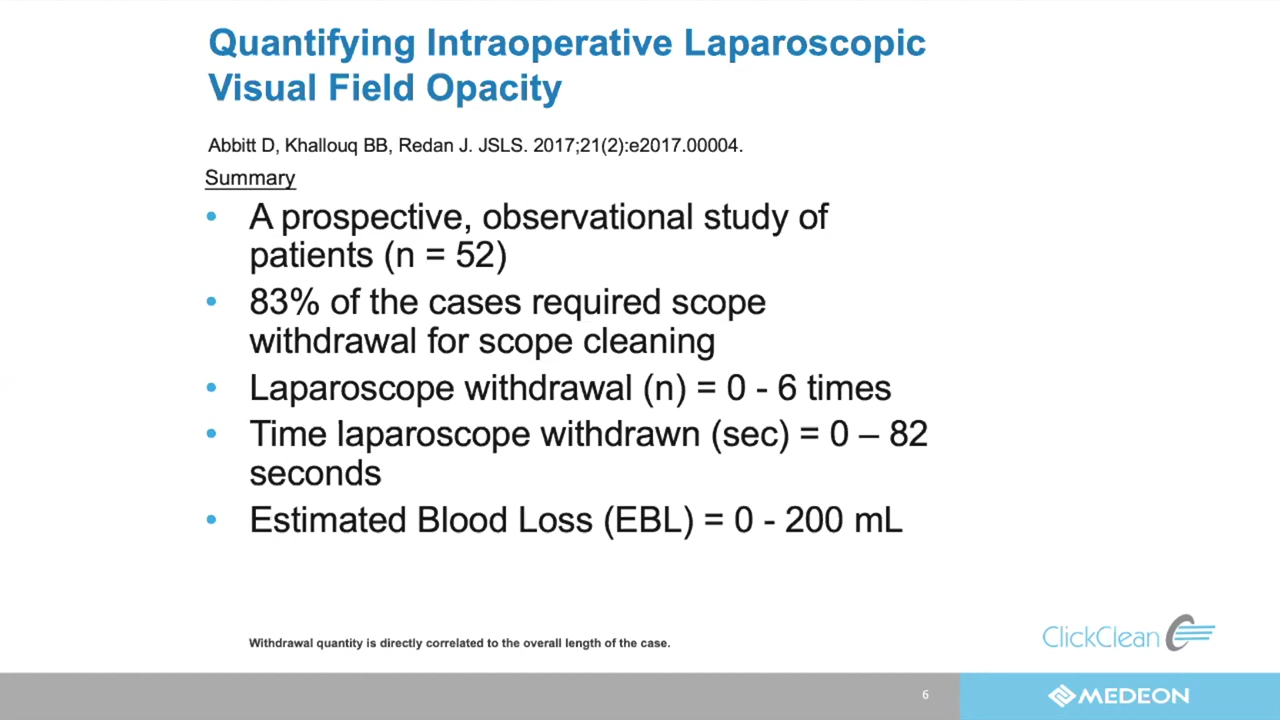 Quantifying Intraoperative Laparoscopic
Visual Field Opacity
Abbitt D, Khallouq BB, Redan J. JSLS. 2017;21(2):e2017.00004.
Summary
• A prospective, observational study of
patients (n = 52)
• 83% of the cases required scope
withdrawal for scope cleaning
• Laparoscope withdrawal (n) = 0 - 6 times
• Time laparoscope withdrawn (sec) = 0 – 82
seconds
• Estimated Blood Loss (EBL) = 0 - 200 mL
Withdrawal quantity is directly correlated to the overall length of the case.
ClickClean
6
MEDEON